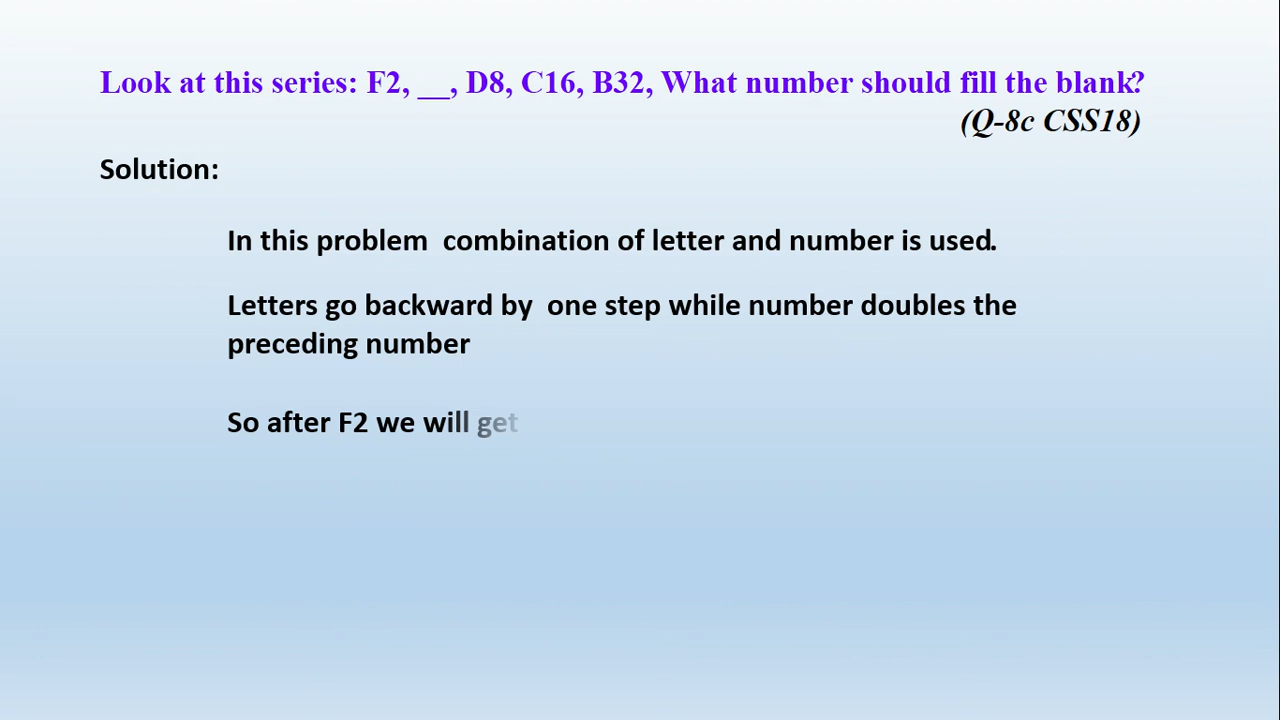 Look at this series: F2, __, D8, C16, B32, What number should fill the blank?
(Q-8c CSS18)
Solution:
In this problem  combination of letter and number is used.
Letters go backward by  one step while number doubles the
preceding number
So after F2 we will get